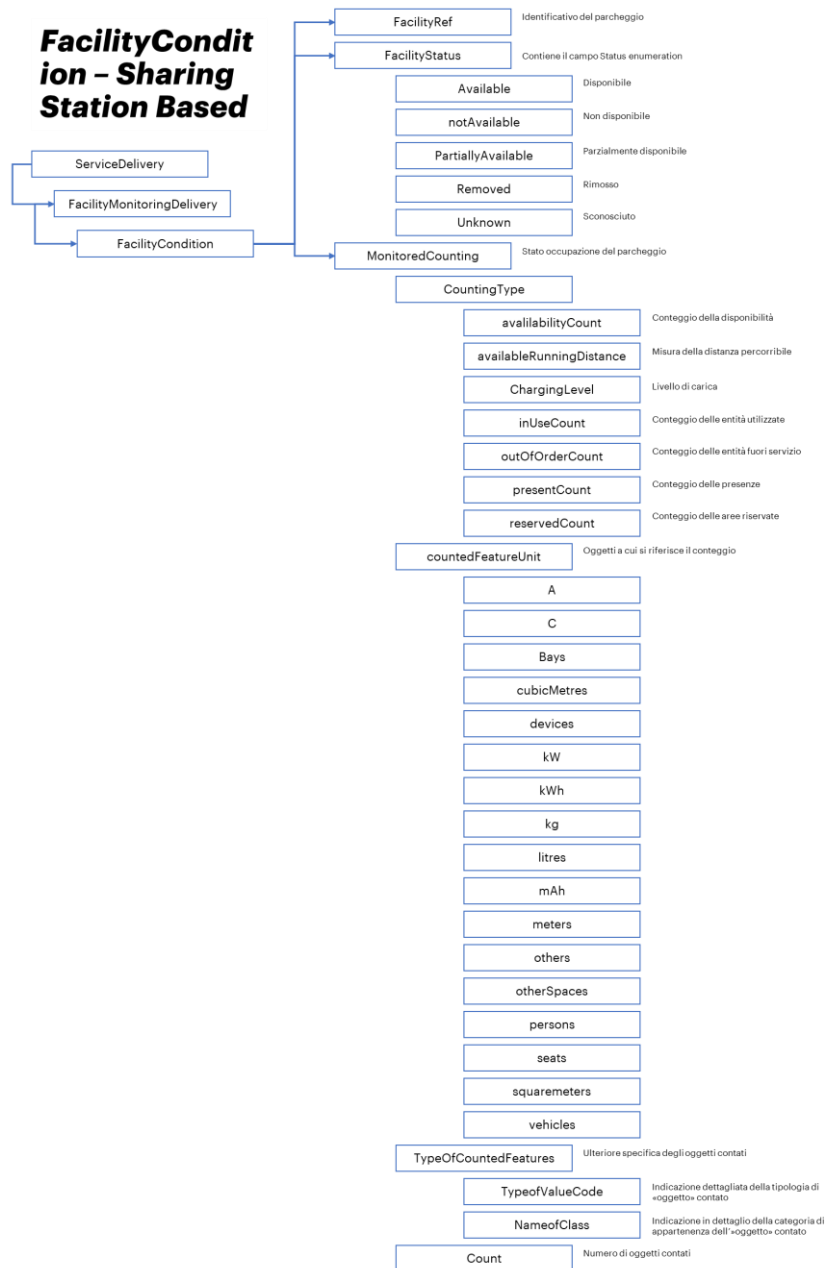 FacilityCondit
ion – Sharing
Station Based
ServiceDelivery
FacilityMonitoringDelivery
FacilityCondition
FacilityRef
Identificativo del parcheggio
FacilityStatus
Contiene il campo Status enumeration
Available
Disponibile
notAvailable
Non disponibile
PartiallyAvailable
Parzialmente disponibile
Removed
Rimosso
Unknown
Sconosciuto
MonitoredCounting
Stato occupazione del parcheggio
CountingType
avalilabilityCount
Conteggio della disponibilità
availableRunningDistance
Misura della distanza percorribile
ChargingLevel
Livello di carica
inUseCount
Conteggio delle entità utilizzate
outOfOrderCount
Conteggio delle entità fuori servizio
presentCount
Conteggio delle presenze
reservedCount
Conteggio delle aree riservate
countedFeatureUnit
Oggetti a cui si riferisce il conteggio
A
C
Bays
cubicMetres
devices
kW
kWh
kg
litres
mAh
meters
others
otherSpaces
persons
seats
squaremeters
vehicles
TypeOfCountedFeatures
Ulteriore specifica degli oggetti contati
TypeofValueCode
Indicazione dettagliata della tipologia di
«oggetto» contato
NameofClass
Indicazione in dettaglio della categoria di
appartenenza dell'»oggetto» contato
Count
Numero di oggetti contati